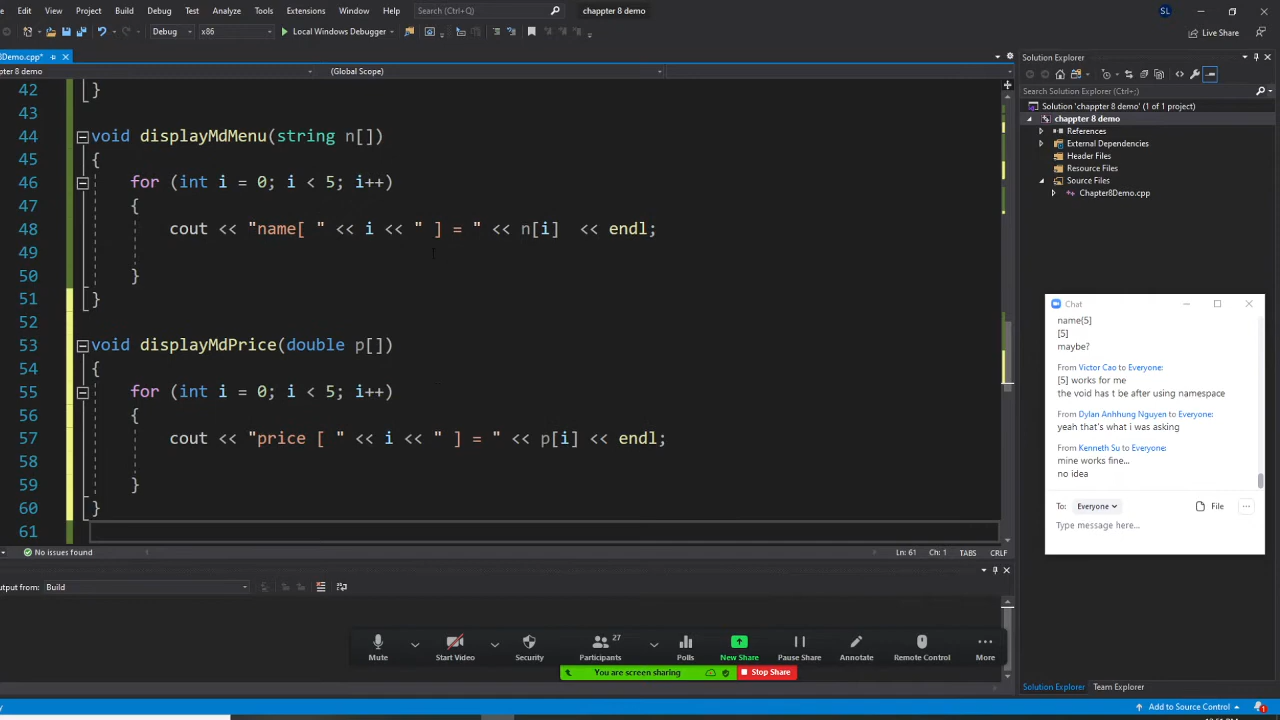 Edit View Project Build Debug Test Analyze Tools Extensions Window Help Search (Ctrl+Q) chappter 8 demo SL
Debug x86 Local Windows Debugger Live Share
8Demo.cpp*
chapter 8 demo (Global Scope)
42 }
43
44 void displayMdMenu(string n[])
45 {
46 for (int i = 0; i < 5; i++)
47 {
48 cout << "name[ " << i << " ] = " << n[i] << endl;
49
50 }
51 }
52
53 void displayMdPrice(double p[])
54 {
55 for (int i = 0; i < 5; i++)
56 {
57 cout << "price [ " << i << " ] = " << p[i] << endl;
58
59 }
60 }
61
No issues found Ln: 61 Ch: 1 TABS CRLF
utput from: Build
Solution Explorer
Search Solution Explorer (Ctrl+;)
Solution 'chappter 8 demo' (1 of 1 project)
chappter 8 demo
References
External Dependencies
Header Files
Resource Files
Source Files
Chapter8Demo.cpp
Chat
name{5]
[5]
maybe?
From Victor Cao to Everyone:
[5] works for me
the void has t be after using namespace
From Dylan Anhhung Nguyen to Everyone:
yeah that's what i was asking
From Kenneth Su to Everyone:
mine works fine...
no idea
To: Everyone File ...
Type message here...
27
Mute Start Video Security Participants Polls New Share Pause Share Annotate Remote Control More
You are screen sharing Stop Share
Solution Explorer Team Explorer
Add to Source Control 1